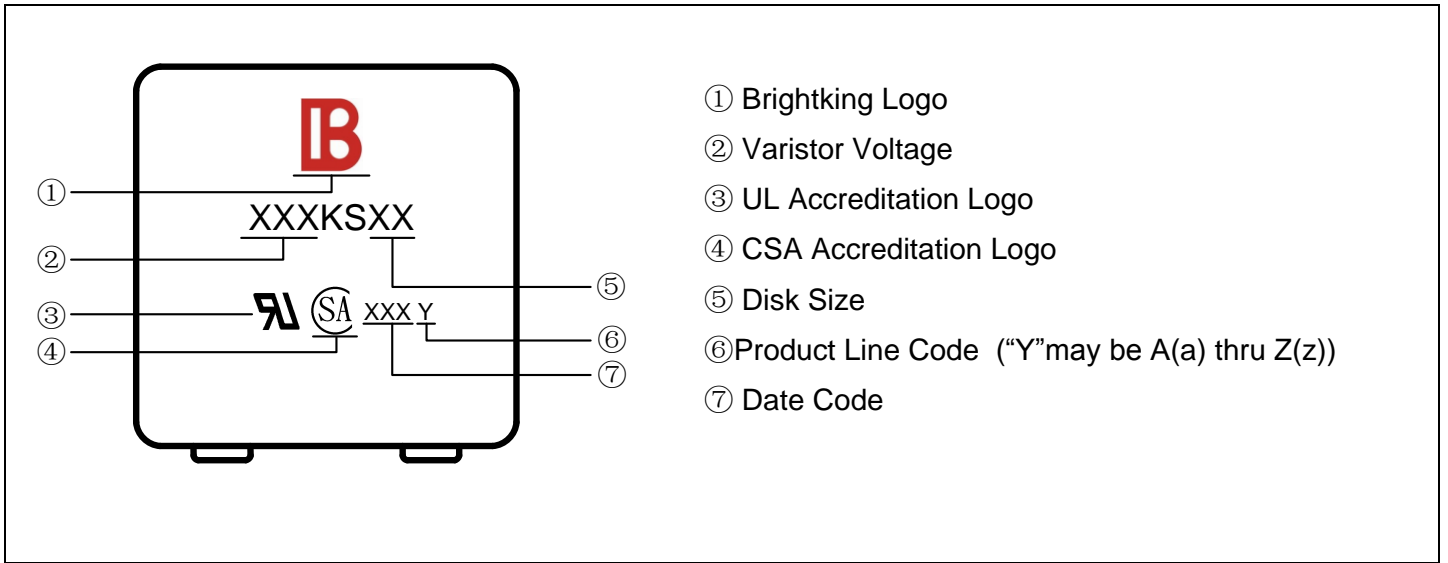 B
①
XXXKSXX
②
⑤
③
RU SA XXX Y
④
⑥
⑦
① Brightking Logo
② Varistor Voltage
③ UL Accreditation Logo
④ CSA Accreditation Logo
⑤ Disk Size
⑥Product Line Code (“Y”may be A(a) thru Z(z))
⑦ Date Code